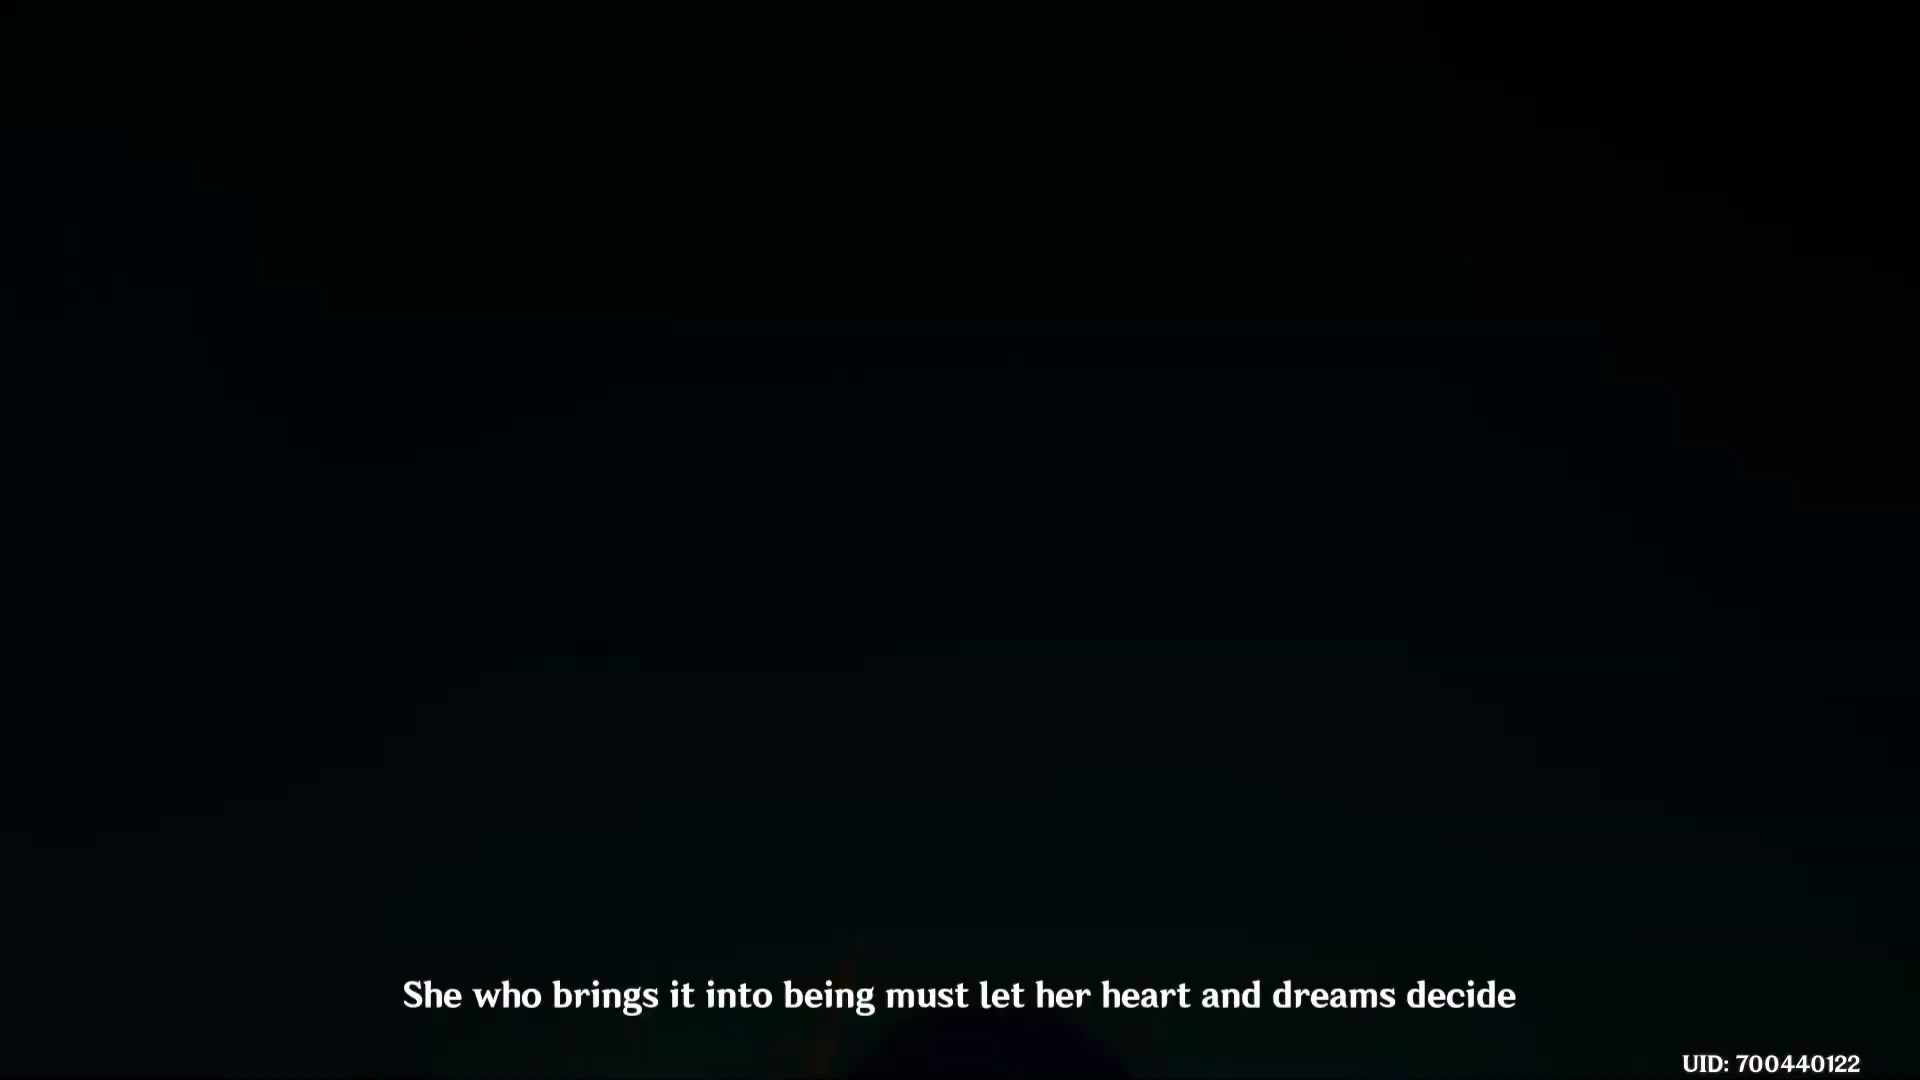 She who brings it into being must let her heart and dreams decide
UID: 700440122